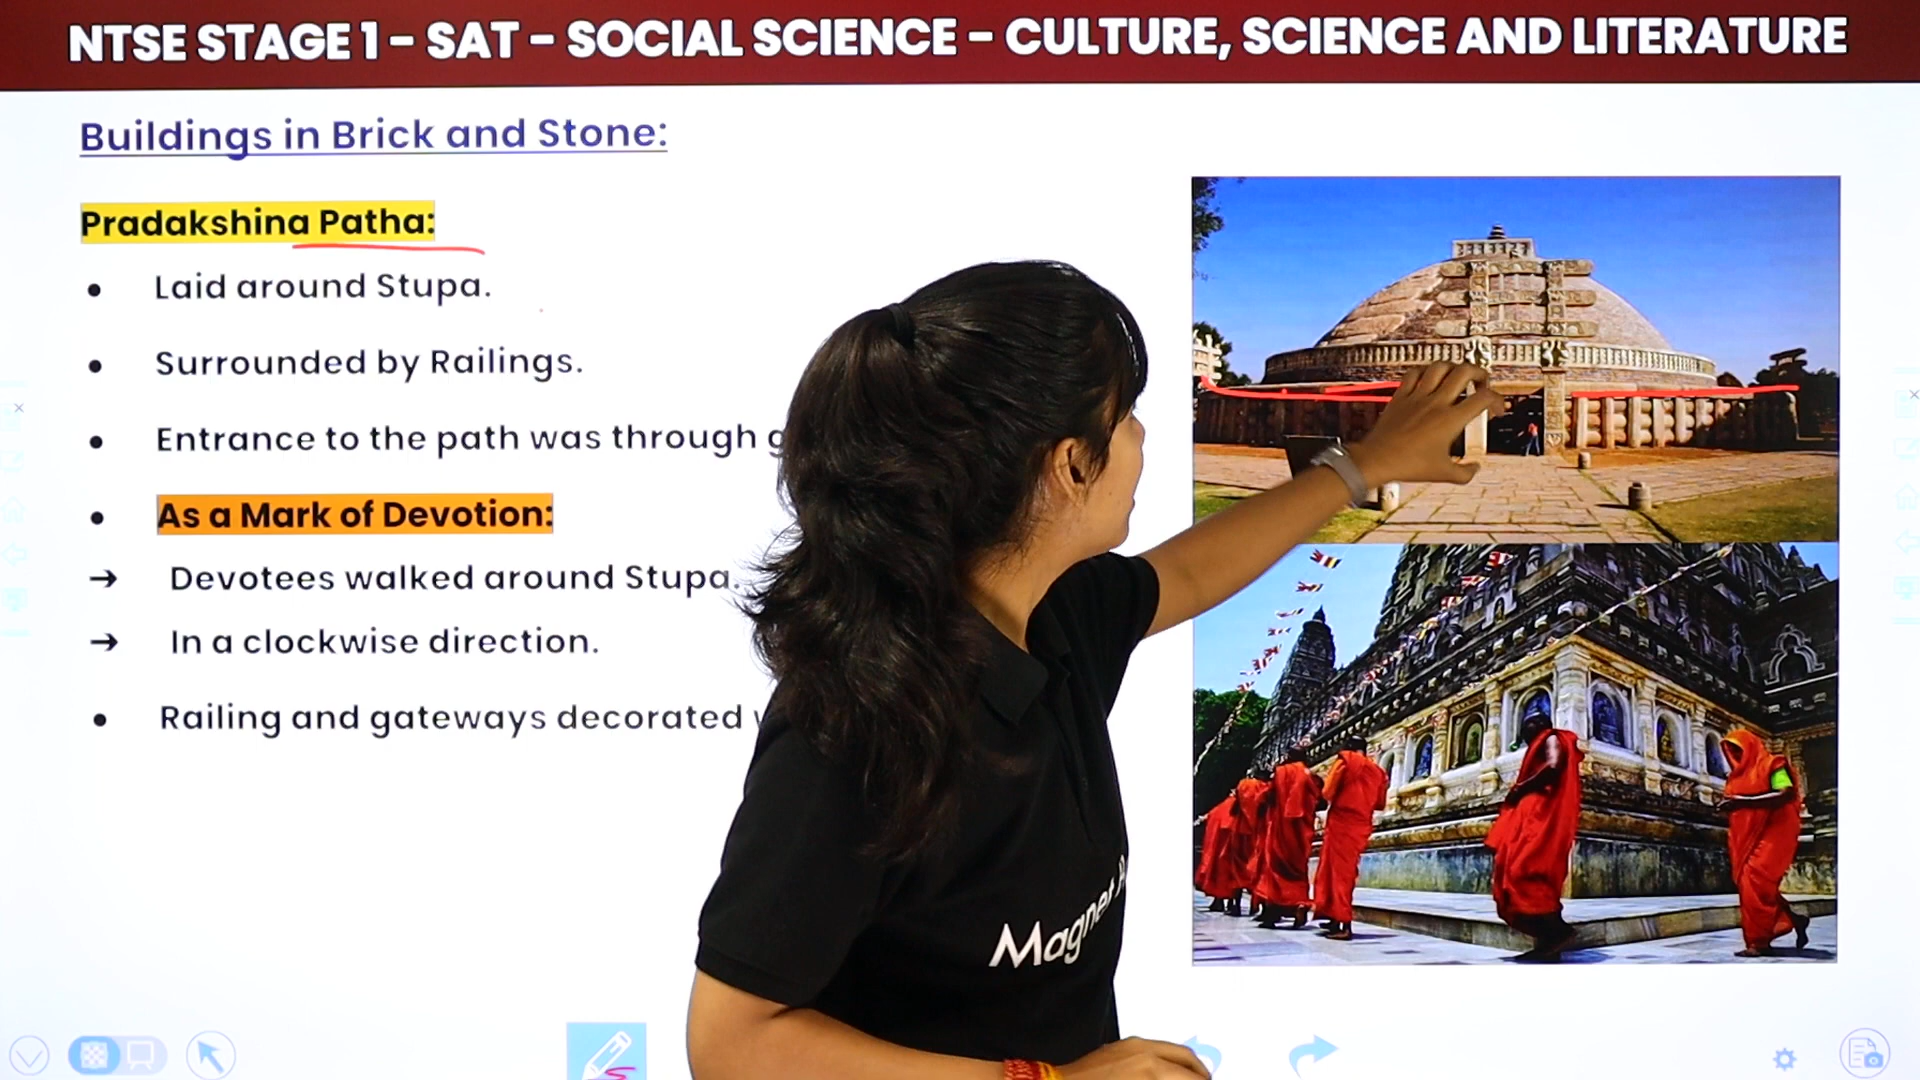 NTSE STAGE 1 - SAT - SOCIAL SCIENCE - CULTURE, SCIENCE AND LITERATURE
Buildings in Brick and Stone:
Pradakshina Patha:
● Laid around Stupa.
● Surrounded by Railings.
● Entrance to the path was through
● As a Mark of Devotion:
➔ Devotees walked around Stupa.
➔ In a clockwise direction.
● Railing and gateways decorated
Magnet